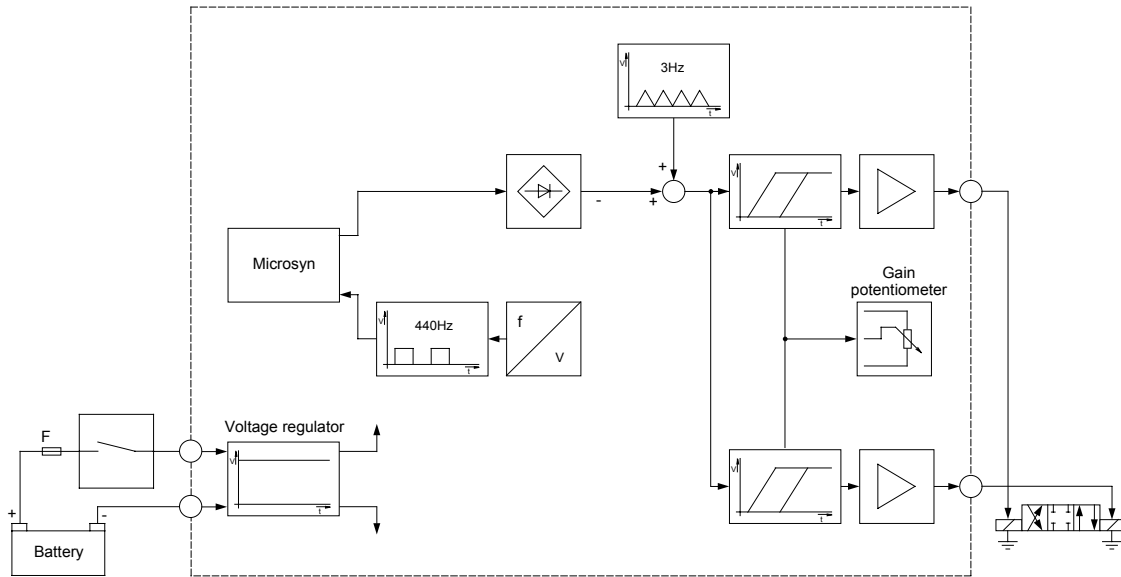 V
3Hz
t
+
-
+
V
t
V
t
Microsyn
Gain
potentiometer
V
440Hz
t
f
V
F
Voltage regulator
V
t
+
-
Battery